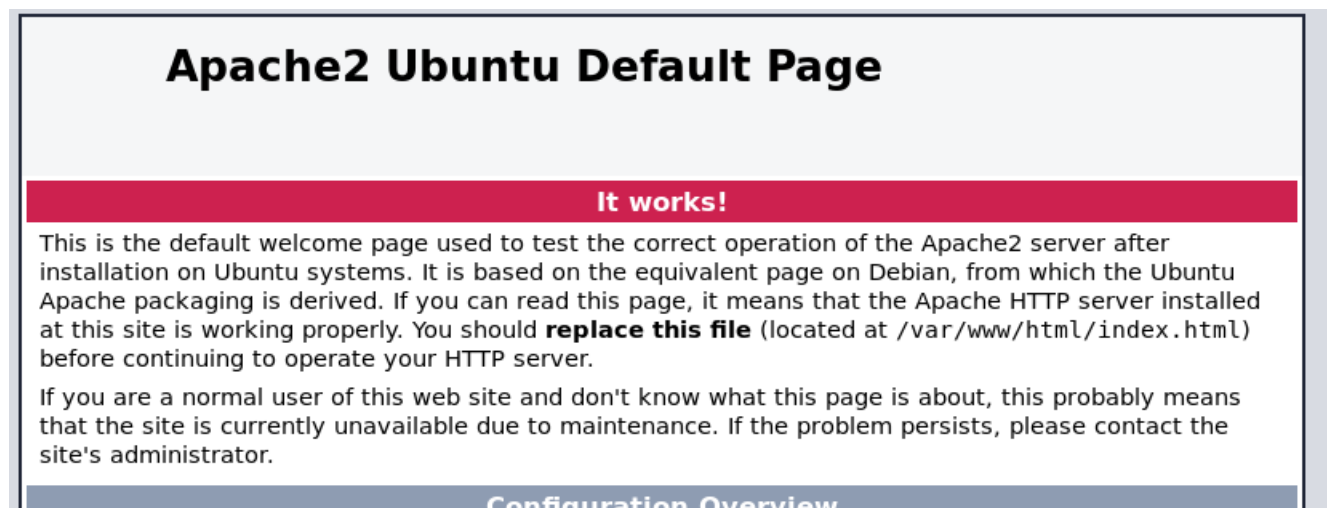 Apache2 Ubuntu Default Page
It works!
This is the default welcome page used to test the correct operation of the Apache2 server after
installation on Ubuntu systems. It is based on the equivalent page on Debian, from which the Ubuntu
Apache packaging is derived. If you can read this page, it means that the Apache HTTP server installed
at this site is working properly. You should replace this file (located at /var/www/html/index.html)
before continuing to operate your HTTP server.
If you are a normal user of this web site and don't know what this page is about, this probably means
that the site is currently unavailable due to maintenance. If the problem persists, please contact the
site's administrator.
Configuration Overview